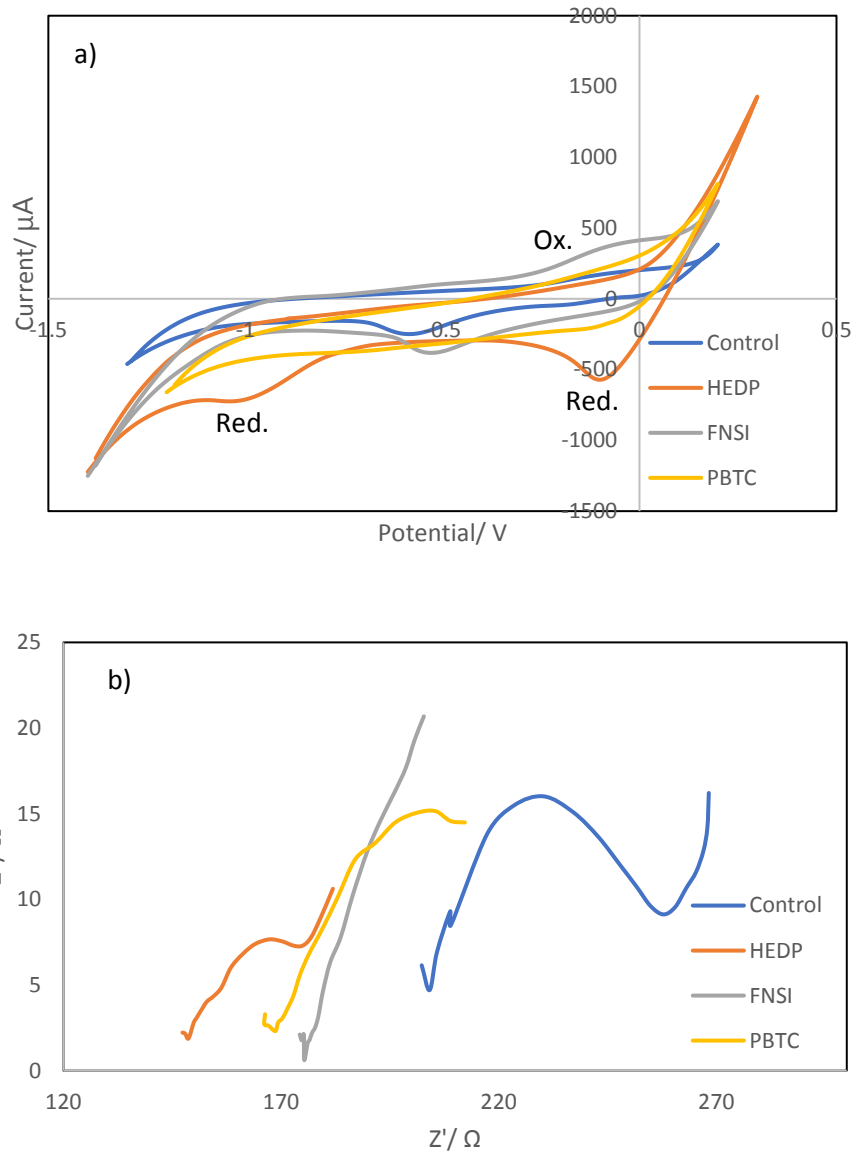 a)
2000
1500
1000
500
0
-500
-1000
-1500
-1.5
-1
-0.5
0
0.5
Current/ µA
Potential/ V
Ox.
Red.
Red.
Control
HEDP
FNSI
PBTC
b)
25
20
15
10
5
0
120
170
220
270
Z'/ Ω
Control
HEDP
FNSI
PBTC